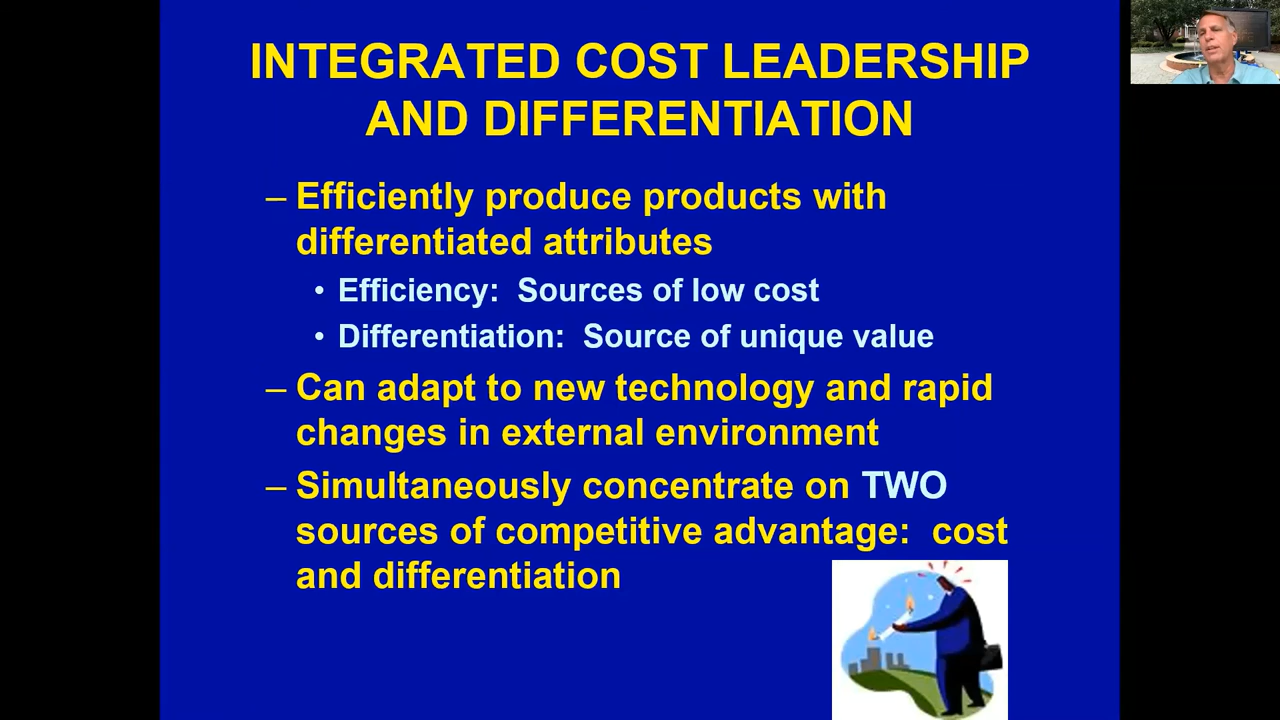 INTEGRATED COST LEADERSHIP
AND DIFFERENTIATION
– Efficiently produce products with
differentiated attributes
• Efficiency:  Sources of low cost
• Differentiation:  Source of unique value
– Can adapt to new technology and rapid
changes in external environment
– Simultaneously concentrate on TWO
sources of competitive advantage:  cost
and differentiation